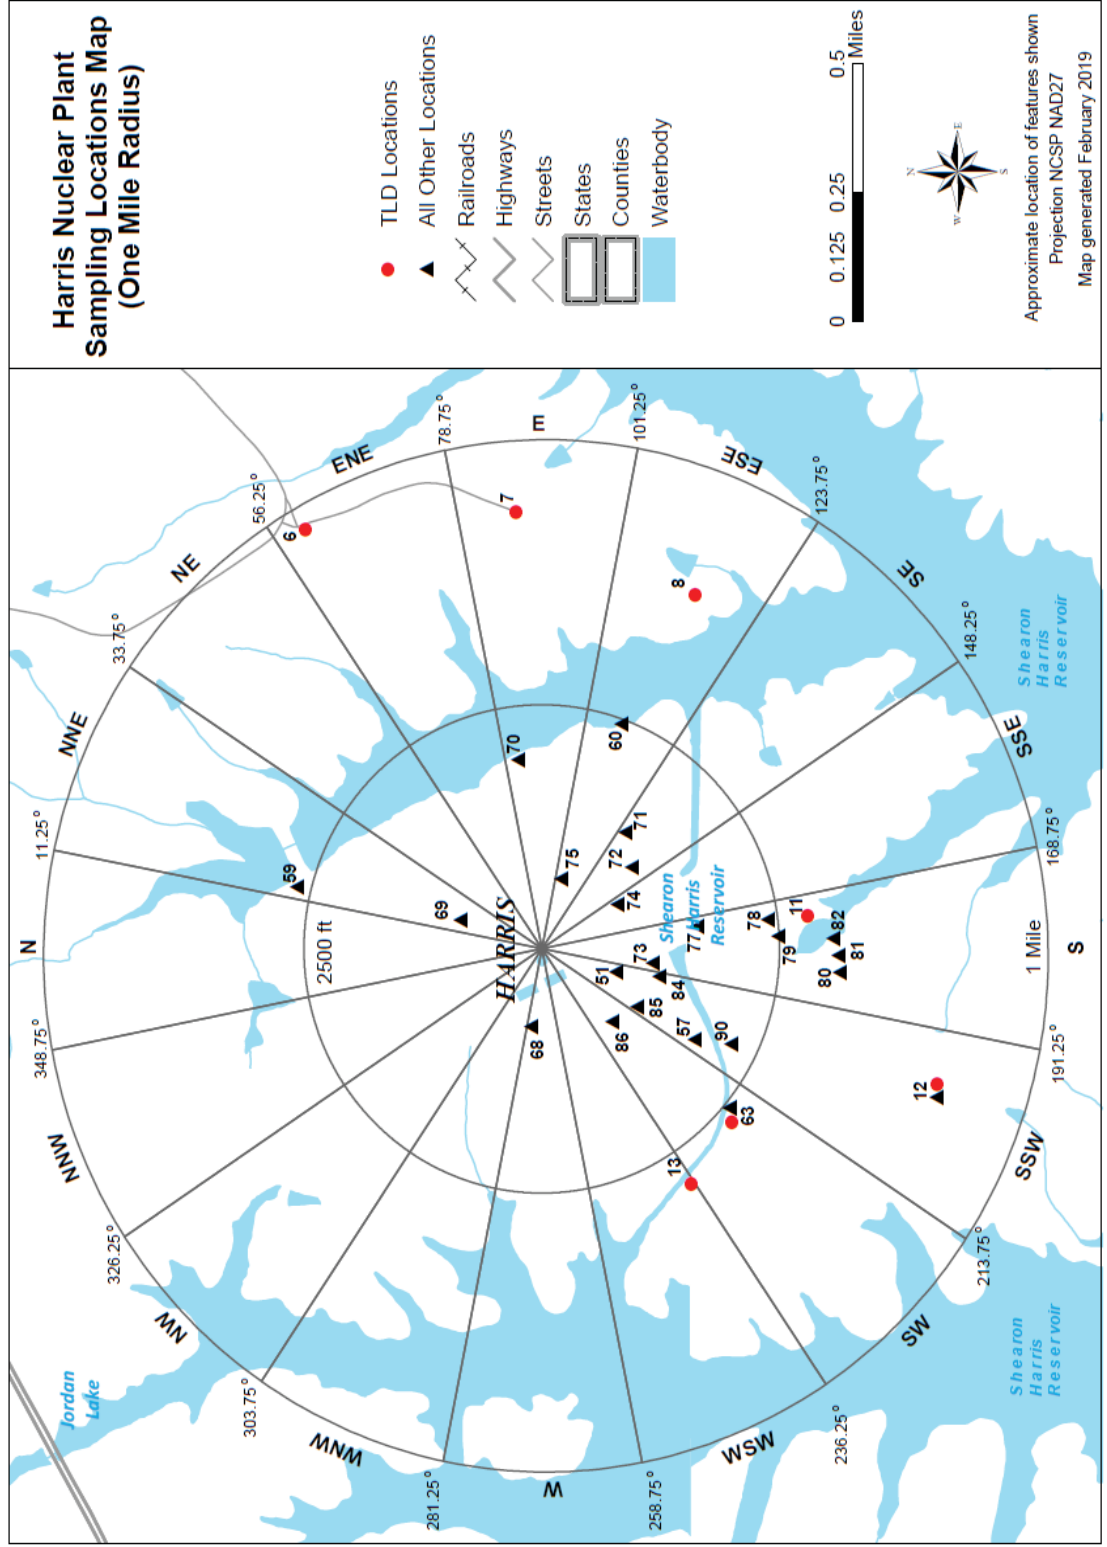 Harris Nuclear Plant
Sampling Locations Map
(One Mile Radius)
TLD Locations
All Other Locations
Railroads
Highways
Streets
States
Counties
Waterbody
0 0.125 0.25 0.5
Miles
N
E
S
W
Approximate location of features shown
Projection NCSP NAD27
Map generated February 2019
N
11.25°
NNE
33.75°
NE
56.25°
ENE
78.75°
E
101.25°
ESE
123.75°
SE
148.25°
SSE
168.75°
S
191.25°
SSW
213.75°
SW
236.25°
WSW
258.75°
W
281.25°
WNW
303.75°
NW
326.25°
NNW
348.75°
2500 ft
1 Mile
HARRIS
Jordan
Lake
Shearon
Harris
Reservoir
Shearon
Harris
Reservoir
Shearon
Harris
Reservoir
6
7
8
59
69
70
60
75
71
72
74
68
51
73
77
84
85
86
57
90
78
79
11
82
81
80
63
13
12